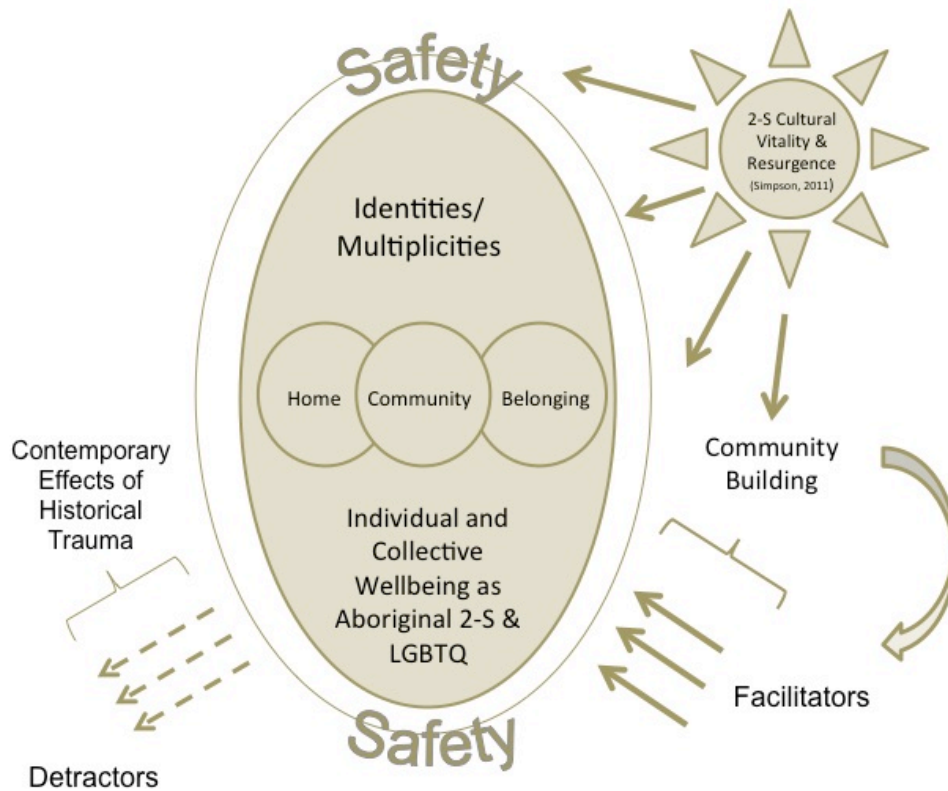 Safety
2-S Cultural
Vitality &
Resurgence
(Simpson, 2011)
Identities/
Multiplicities
Home
Community
Belonging
Contemporary
Effects of
Historical
Trauma
Community
Building
Individual and
Collective
Wellbeing as
Aboriginal 2-S &
LGBTQ
Facilitators
Safety
Detractors